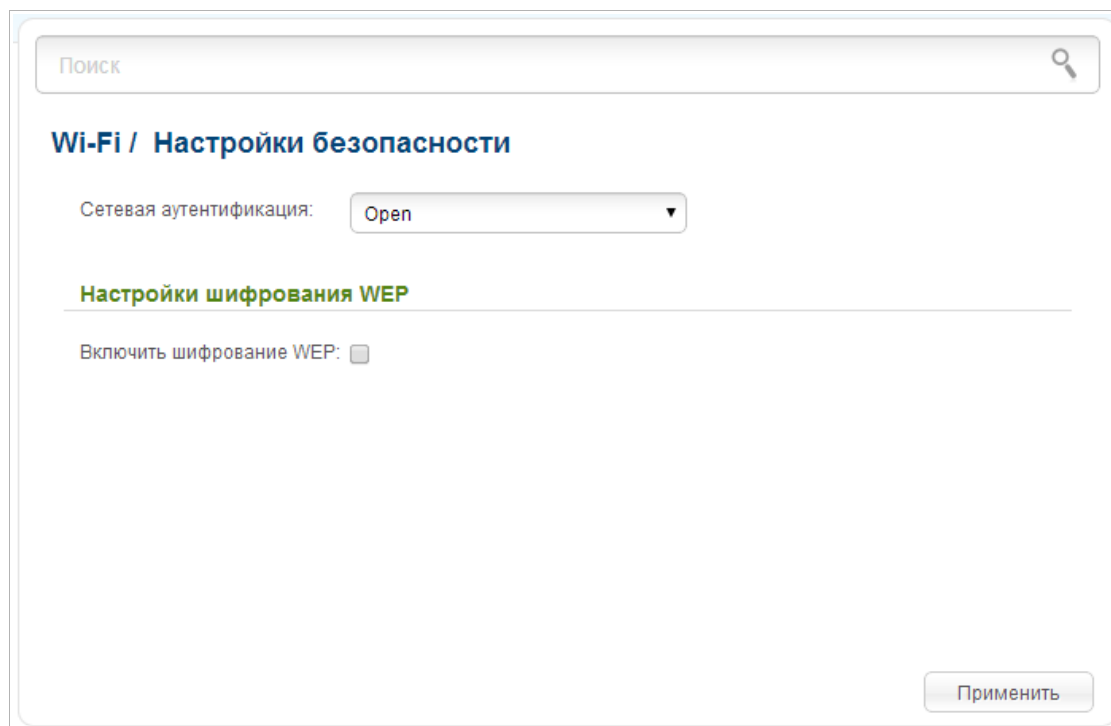 Поиск
Wi-Fi / Настройки безопасности
Сетевая аутентификация: Open
Настройки шифрования WEP
Включить шифрование WEP:
Применить